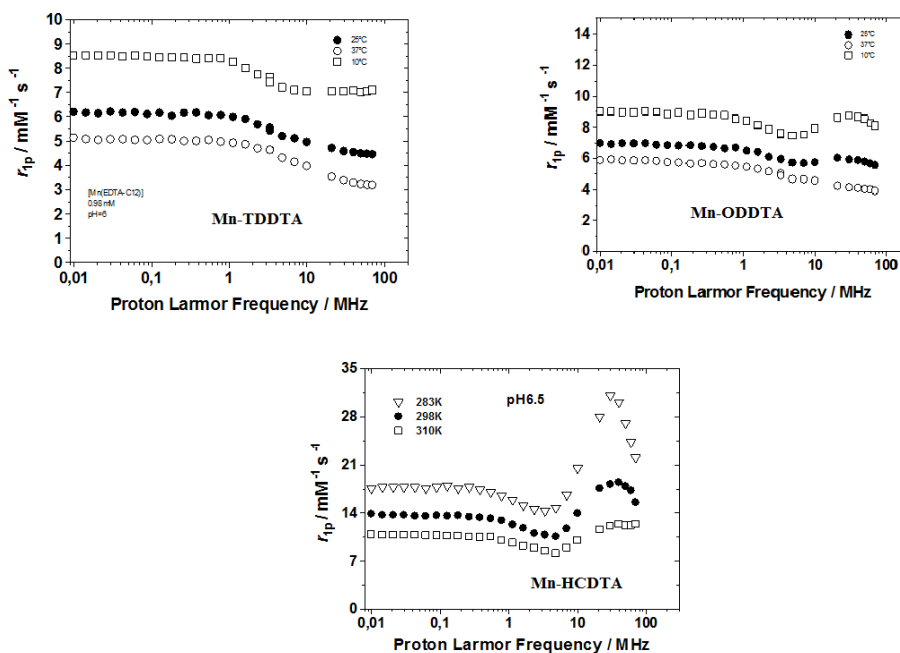 10
9
8
7
6
5
4
3
2
1
0
r1p / mM-1 s-1
25ºC
37ºC
10ºC
[Mn(EDTA-C12)]
0.98 mM
pH=6
Mn-TDDTA
0,01 0,1 1 10 100
Proton Larmor Frequency / MHz
14
12
10
8
6
4
2
0
r1p / mM-1 s-1
25ºC
37ºC
10ºC
Mn-ODDTA
0,01 0,1 1 10 100
Proton Larmor Frequency / MHz
35
28
21
14
7
0
r1p / mM-1 s-1
283K
298K
310K
pH6.5
Mn-HCDTA
0,01 0,1 1 10 100
Proton Larmor Frequency / MHz